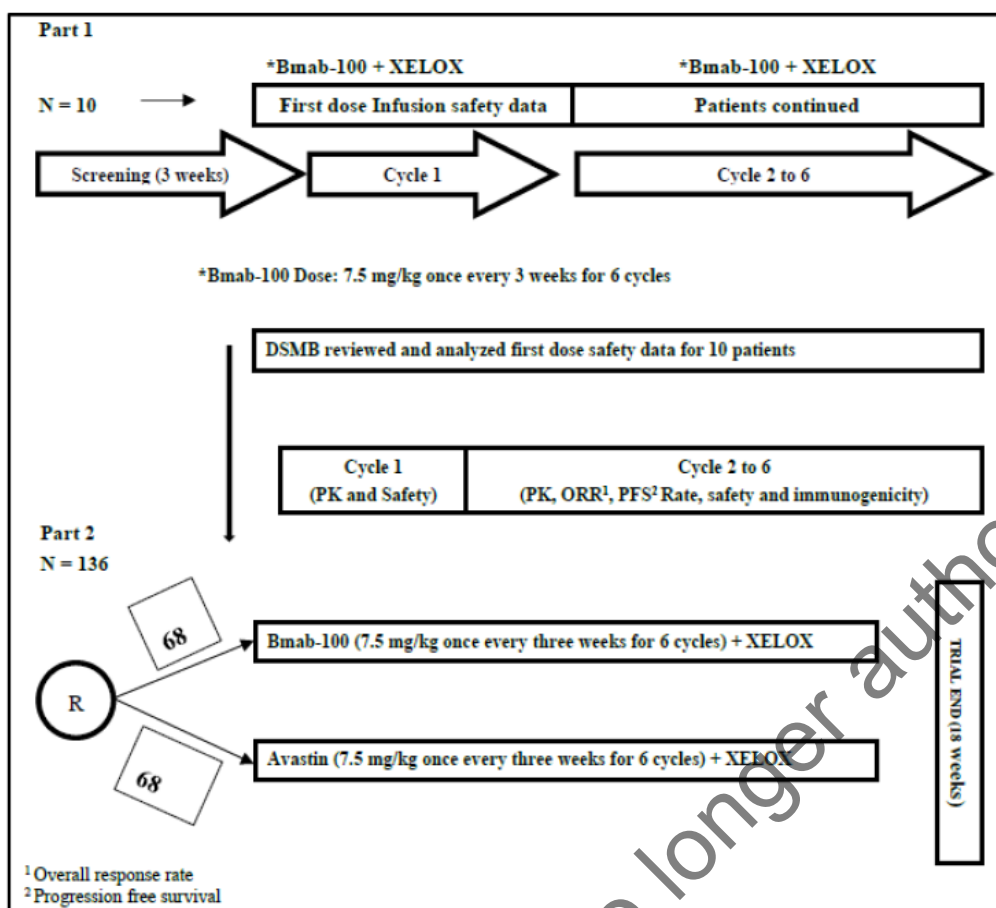 Part 1
*Bmab-100 + XELOX *Bmab-100 + XELOX
N = 10 First dose Infusion safety data Patients continued
Screening (3 weeks) Cycle 1 Cycle 2 to 6
*Bmab-100 Dose: 7.5 mg/kg once every 3 weeks for 6 cycles
DSMB reviewed and analyzed first dose safety data for 10 patients
Cycle 1 Cycle 2 to 6
(PK and Safety) (PK, ORR¹, PFS² Rate, safety and immunogenicity)
Part 2
N = 136
68
Bmab-100 (7.5 mg/kg once every three weeks for 6 cycles) + XELOX
R
Avastin (7.5 mg/kg once every three weeks for 6 cycles) + XELOX
68
TRIAL END (18 weeks)
¹ Overall response rate
² Progression free survival
longer